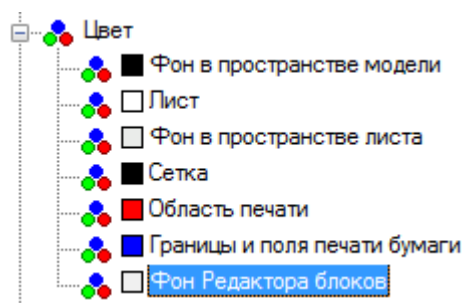 Цвет
Фон в пространстве модели
Лист
Фон в пространстве листа
Сетка
Область печати
Границы и поля печати бумаги
Фон Редактора блоков